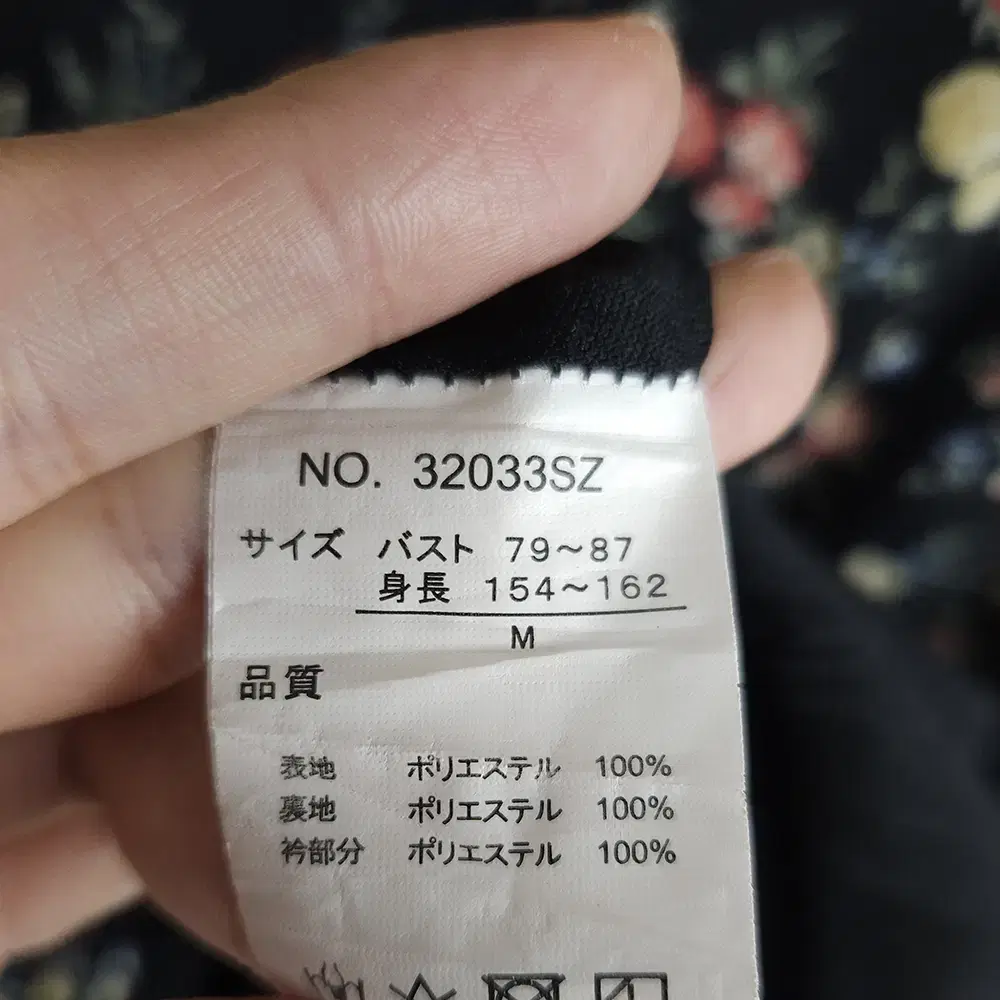 NO. 32033SZ
サイズ バスト 79～87
身長 154～162
M
品質
表地 ポリエステル 100%
裏地 ポリエステル 100%
衿部分 ポリエステル 100%